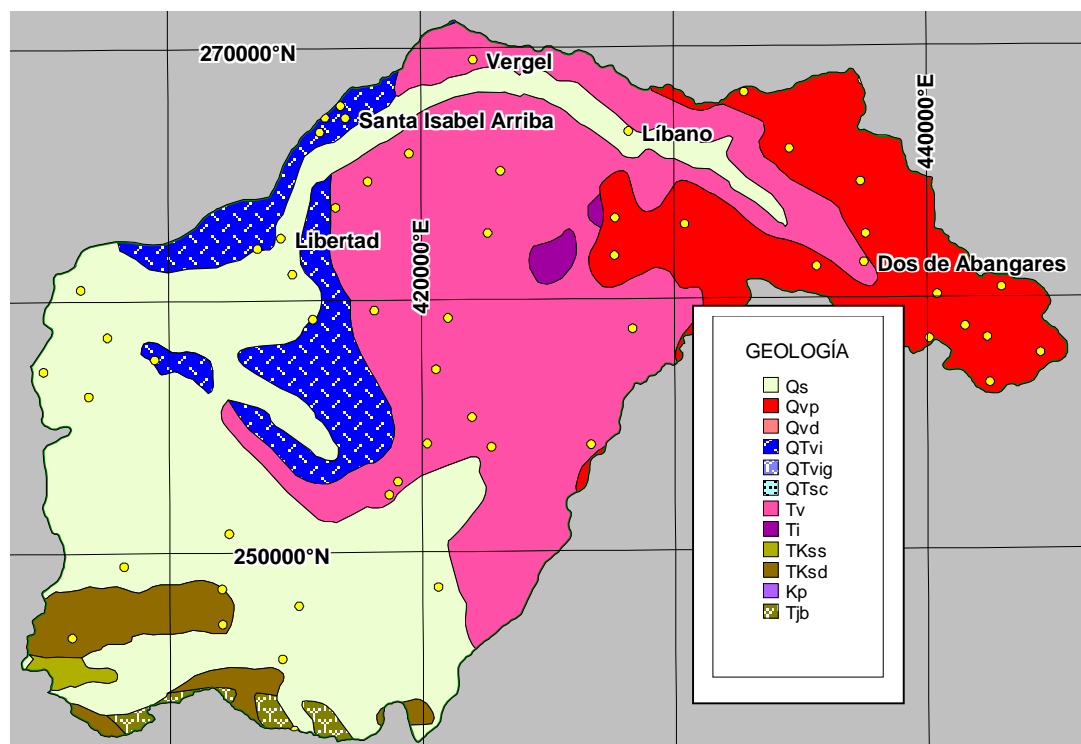 270000°N
Vergel
Santa Isabel Arriba
Líbano
440000°E
Libertad
420000°E
Dos de Abangares
250000°N
GEOLOGÍA
Qs
Qvp
Qvd
QTvi
QTvig
QTsc
Tv
Ti
TKss
TKsd
Kp
Tjb